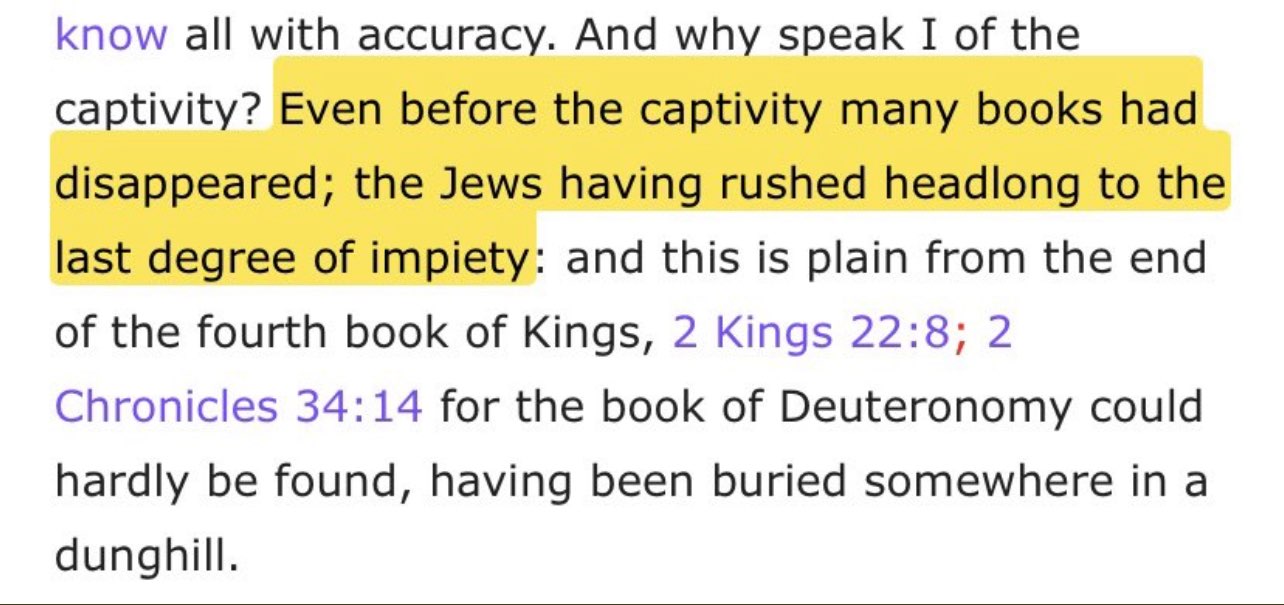 know all with accuracy. And why speak I of the
captivity? Even before the captivity many books had
disappeared; the Jews having rushed headlong to the
last degree of impiety: and this is plain from the end
of the fourth book of Kings, 2 Kings 22:8; 2
Chronicles 34:14 for the book of Deuteronomy could
hardly be found, having been buried somewhere in a
dunghill.